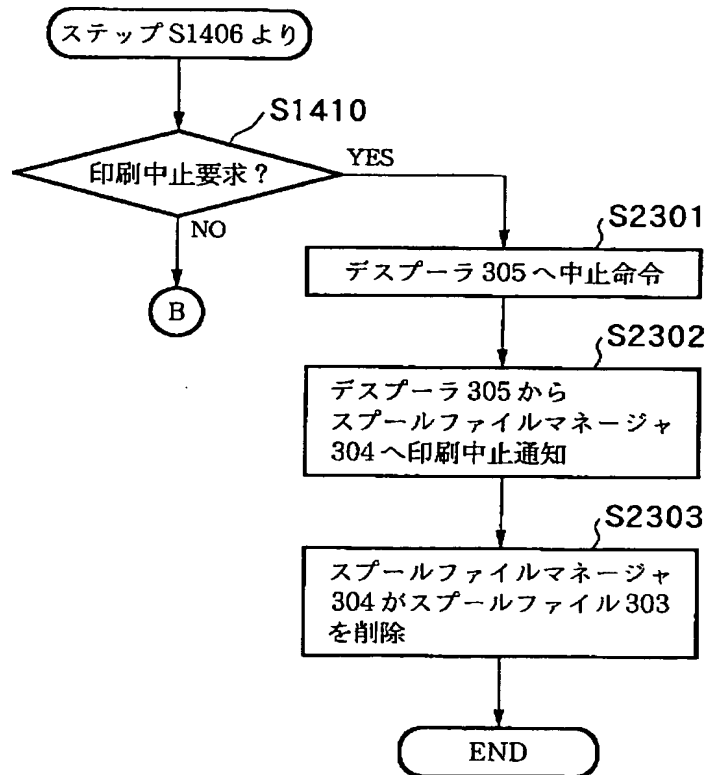 ステップS1406より
S1410
印刷中止要求？
YES
NO
B
S2301
デスプーラ305へ中止命令
S2302
デスプーラ305から
スプールファイルマネージャ
304へ印刷中止通知
S2303
スプールファイルマネージャ
304がスプールファイル303
を削除
END